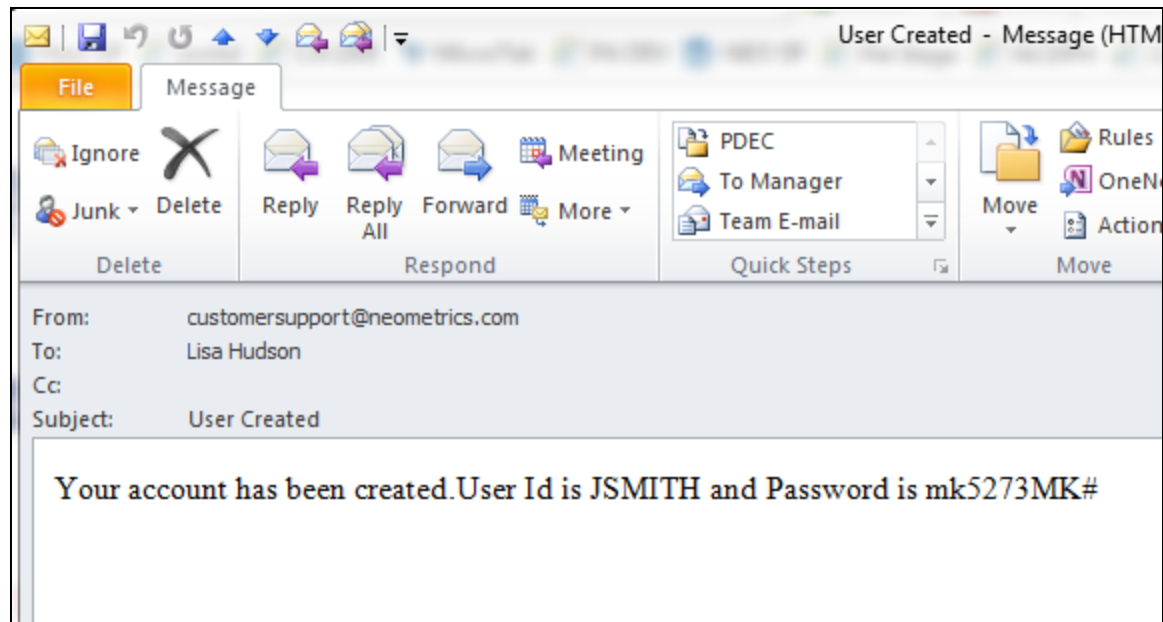 User Created - Message (HTM
File Message
Ignore
Junk
Delete
Reply
Reply All
Forward
Meeting
More
PDEC
To Manager
Team E-mail
Move
Rules
OneNo
Action
Delete Respond Quick Steps Move
From: customersupport@neometrics.com
To: Lisa Hudson
Cc:
Subject: User Created
Your account has been created.User Id is JSMITH and Password is mk5273MK#